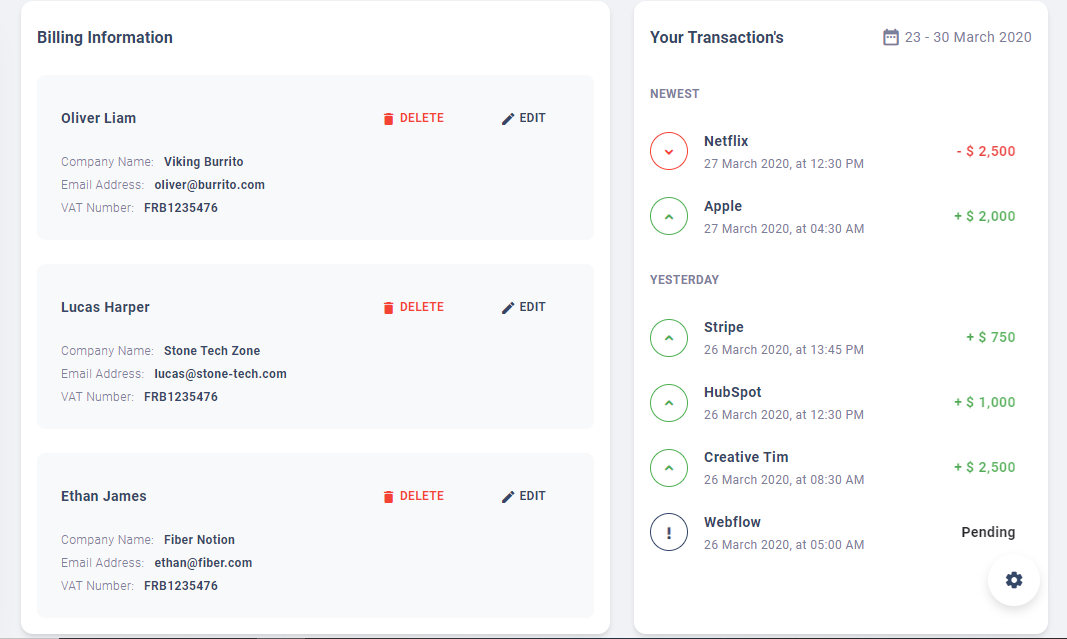 Billing Information
Oliver Liam
DELETE
EDIT
Company Name: Viking Burrito
Email Address: oliver@burrito.com
VAT Number: FRB1235476
Lucas Harper
DELETE
EDIT
Company Name: Stone Tech Zone
Email Address: lucas@stone-tech.com
VAT Number: FRB1235476
Ethan James
DELETE
EDIT
Company Name: Fiber Notion
Email Address: ethan@fiber.com
VAT Number: FRB1235476
Your Transaction's
23 - 30 March 2020
NEWEST
Netflix
27 March 2020, at 12:30 PM
- $ 2,500
Apple
27 March 2020, at 04:30 AM
+ $ 2,000
YESTERDAY
Stripe
26 March 2020, at 13:45 PM
+ $ 750
HubSpot
26 March 2020, at 12:30 PM
+ $ 1,000
Creative Tim
26 March 2020, at 08:30 AM
+ $ 2,500
Webflow
26 March 2020, at 05:00 AM
Pending